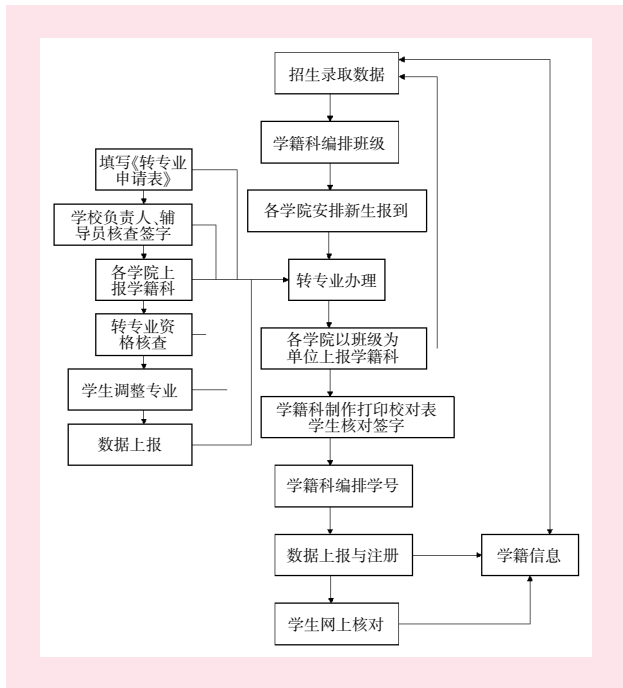 招生录取数据
学籍科编排班级
各学院安排新生报到
转专业办理
各学院以班级为
单位上报学籍科
学籍科制作打印校对表
学生核对签字
学籍科编排学号
数据上报与注册
学生网上核对
学籍信息
填写《转专业
申请表》
学校负责人、辅
导员核查签字
各学院上
报学籍科
转专业资
格核查
学生调整专业
数据上报